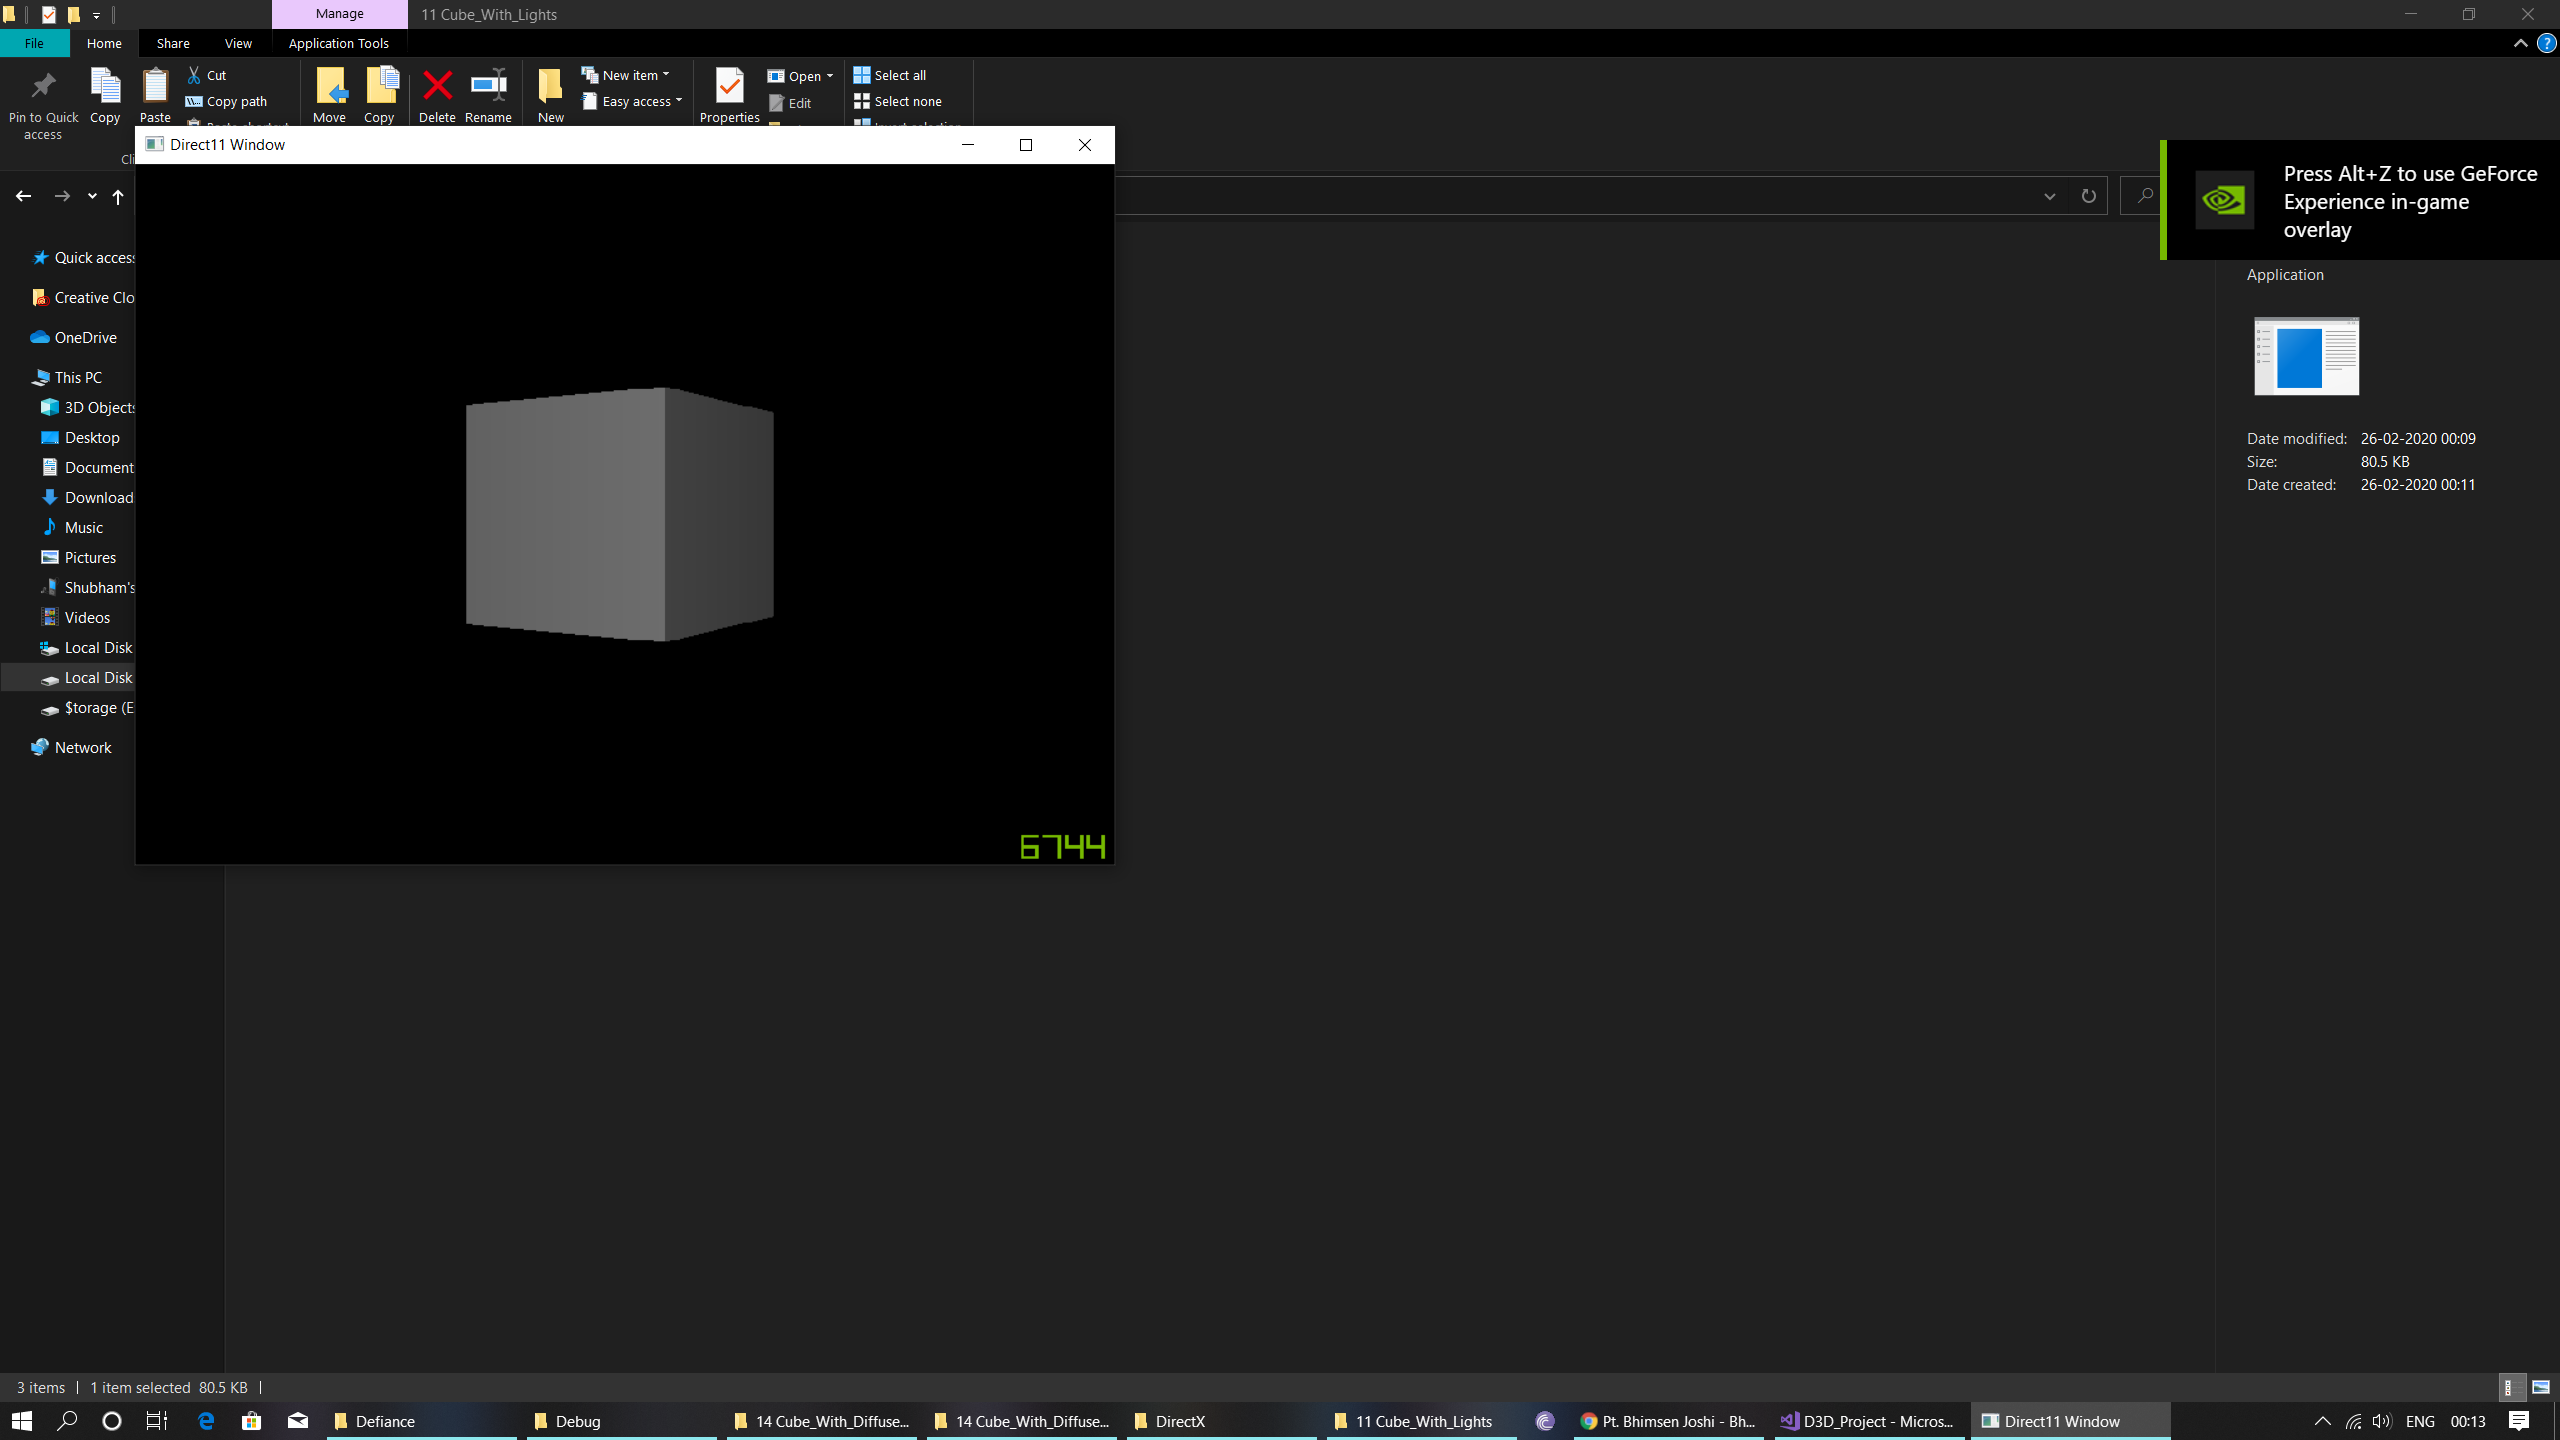 Manage
11 Cube_With_Lights
File
Home
Share
View
Application Tools
Pin to Quick
access
Copy
Paste
Cut
Copy path
Move
Copy
Delete
Rename
New
New item
Easy access
Properties
Open
Edit
Select all
Select none
Direct11 Window
6744
Press Alt+Z to use GeForce
Experience in-game
overlay
Quick access
Creative Clo
OneDrive
This PC
3D Objects
Desktop
Document
Download
Music
Pictures
Shubham's
Videos
Local Disk
Local Disk
$torage (E
Network
Application
Date modified: 26-02-2020 00:09
Size: 80.5 KB
Date created: 26-02-2020 00:11
3 items
1 item selected 80.5 KB
Defiance
Debug
14 Cube_With_Diffuse...
14 Cube_With_Diffuse...
DirectX
11 Cube_With_Lights
Pt. Bhimsen Joshi - Bh...
D3D_Project - Micros...
Direct11 Window
ENG
00:13